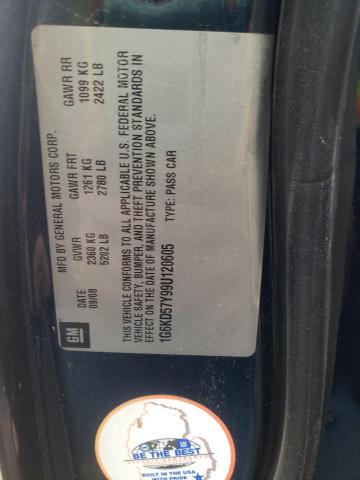 MFD BY GENERAL MOTORS CORP.
DATE GVWR GAWR FRT GAWR RR
09/08 2360 KG 1261 KG 1099 KG
5202 LB 2780 LB 2422 LB
THIS VEHICLE CONFORMS TO ALL APPLICABLE U.S. FEDERAL MOTOR
VEHICLE SAFETY, BUMPER, AND THEFT PREVENTION STANDARDS IN
EFFECT ON THE DATE OF MANUFACTURE SHOWN ABOVE.
1G6KD57Y99U120605 TYPE: PASS CAR
GM
BE THE BEST
BUILT IN THE USA
WITH PRIDE